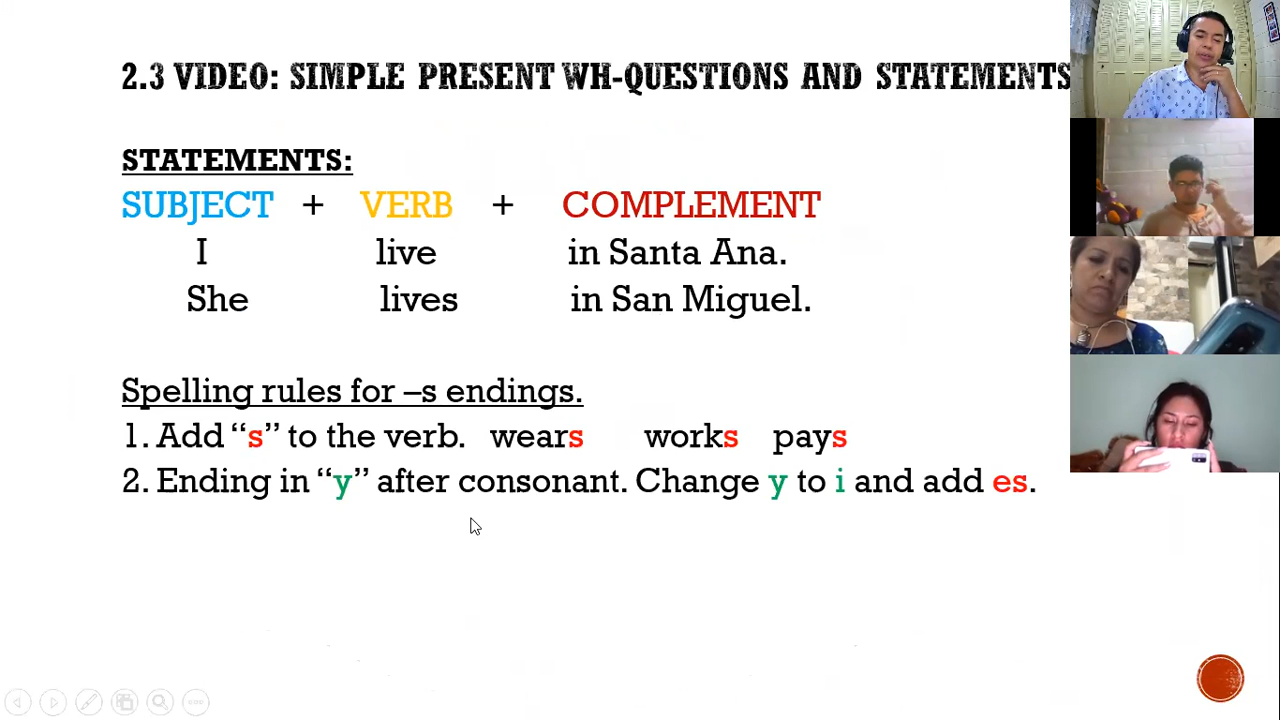 2.3 VIDEO: SIMPLE PRESENT WH-QUESTIONS AND STATEMENTS
STATEMENTS:
SUBJECT + VERB + COMPLEMENT
I live in Santa Ana.
She lives in San Miguel.
Spelling rules for –s endings.
1. Add “s” to the verb. wears works pays
2. Ending in “y” after consonant. Change y to i and add es.